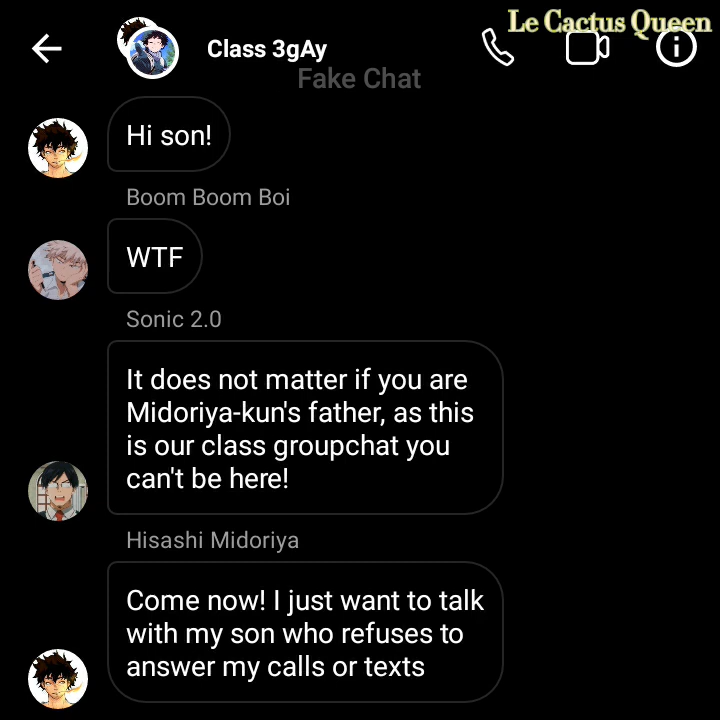 Le Cactus Queen
Class 3gAy
Fake Chat
Hi son!
Boom Boom Boi
WTF
Sonic 2.0
It does not matter if you are
Midoriya-kun's father, as this
is our class groupchat you
can't be here!
Hisashi Midoriya
Come now! I just want to talk
with my son who refuses to
answer my calls or texts